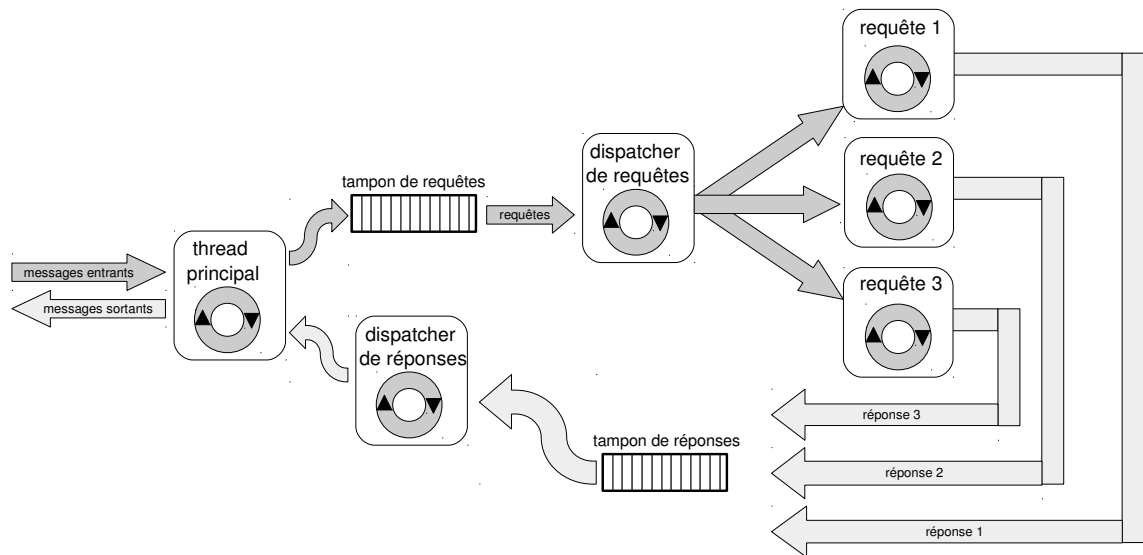 requête 1
dispatcher
de requêtes
requête 2
tampon de requêtes
requêtes
thread
principal
messages entrants
messages sortants
requête 3
dispatcher
de réponses
réponse 3
tampon de réponses
réponse 2
réponse 1